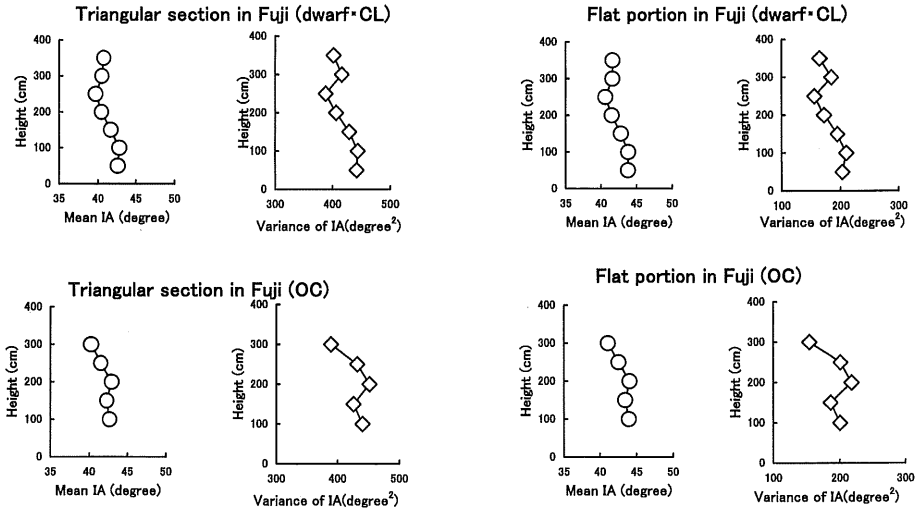 Triangular section in Fuji (dwarf・CL)
Flat portion in Fuji (dwarf・CL)
Height (cm)
400
300
200
100
0
35 40 45 50
Mean IA (degree)
Height (cm)
400
300
200
100
0
300 400 500
Variance of IA(degree²)
Height (cm)
400
300
200
100
0
35 40 45 50
Mean IA (degree)
Height (cm)
400
300
200
100
0
100 200 300
Variance of IA(degree²)
Triangular section in Fuji (OC)
Flat portion in Fuji (OC)
Height (cm)
400
300
200
100
0
35 40 45 50
Mean IA (degree)
Height (cm)
400
300
200
100
0
300 400 500
Variance of IA(degree²)
Height (cm)
400
300
200
100
0
35 40 45 50
Mean IA (degree)
Height (cm)
400
300
200
100
0
100 200 300
Variance of IA(degree²)